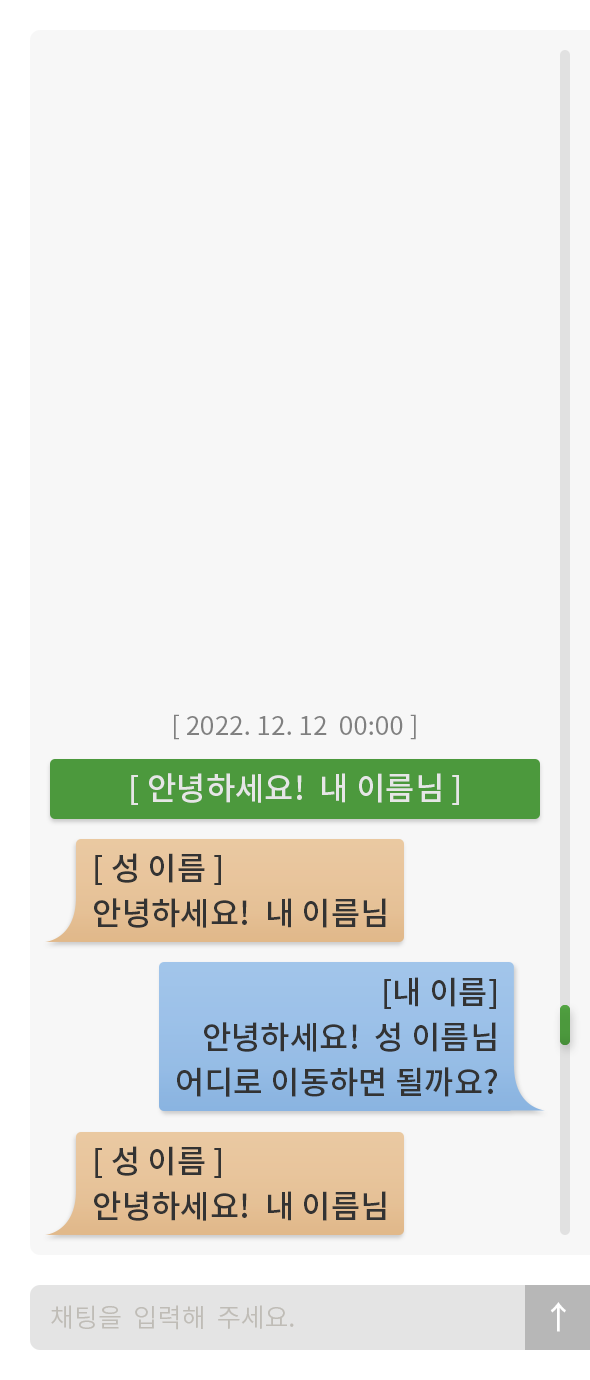 [ 2022. 12. 12 00:00 ]
[ 안녕하세요! 내 이름님 ]
[ 성 이름 ]
안녕하세요! 내 이름님
[내 이름]
안녕하세요! 성 이름님
어디로 이동하면 될까요?
[ 성 이름 ]
안녕하세요! 내 이름님
채팅을 입력해 주세요.